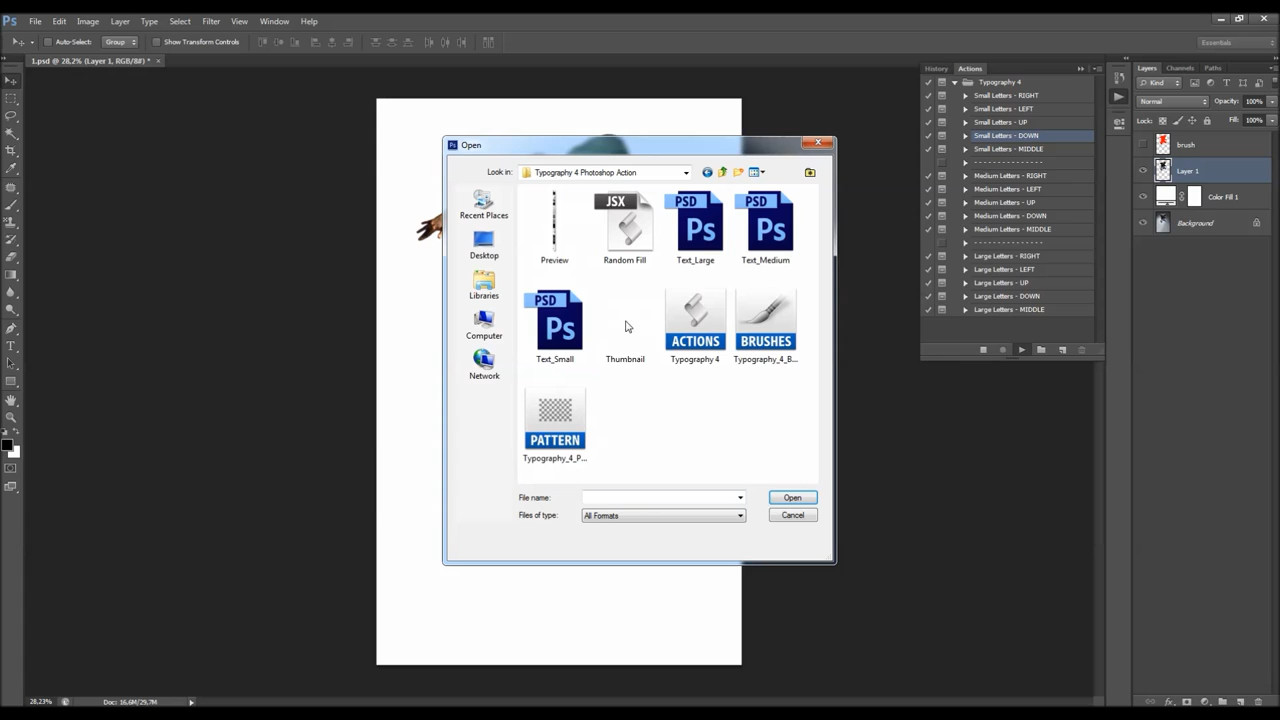 Ps File Edit Image Layer Type Select Filter View Window Help
Auto-Select: Group Show Transform Controls Essentials
1.psd @ 28,2% (Layer 1, RGB/8#) * ×
History Actions
Typography 4
Small Letters - RIGHT
Small Letters - LEFT
Small Letters - UP
Small Letters - DOWN
Small Letters - MIDDLE
- - - - - - - - - - - - - - - -
Medium Letters - RIGHT
Medium Letters - LEFT
Medium Letters - UP
Medium Letters - DOWN
Medium Letters - MIDDLE
- - - - - - - - - - - - - - - -
Large Letters - RIGHT
Large Letters - LEFT
Large Letters - UP
Large Letters - DOWN
Large Letters - MIDDLE
Layers Channels Paths
Kind
Normal Opacity: 100%
Lock: Fill: 100%
brush
Layer 1
Color Fill 1
Background
Ps Open
Look in: Typography 4 Photoshop Action
Recent Places
Desktop
Libraries
Computer
Network
JSX PSD PSD
Ps Ps
Preview Random Fill Text_Large Text_Medium
PSD
Ps ACTIONS BRUSHES
Text_Small Thumbnail Typography 4 Typography_4_B...
PATTERN
Typography_4_P...
File name: Open
Files of type: All Formats Cancel
28,23% Doc: 16,6M/29,7M